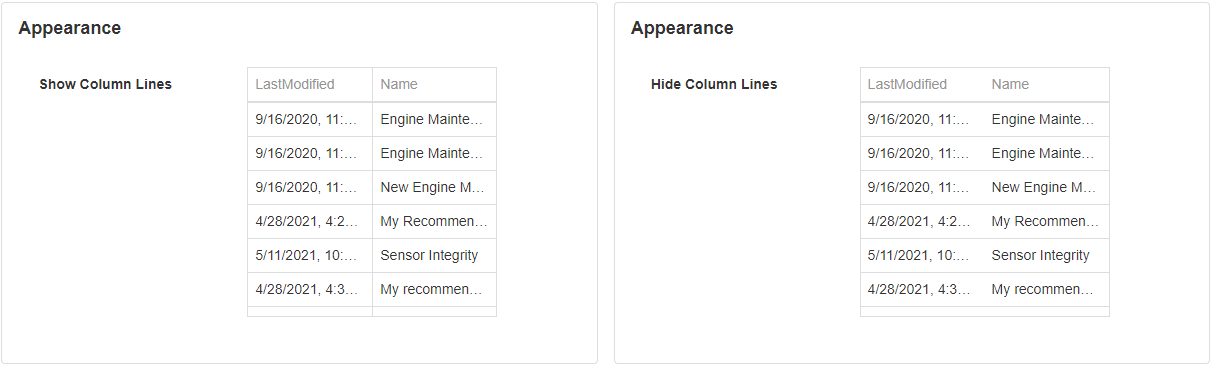 Appearance
Show Column Lines
LastModified Name
9/16/2020, 11:... Engine Mainte...
9/16/2020, 11:... Engine Mainte...
9/16/2020, 11:... New Engine M...
4/28/2021, 4:2... My Recommen...
5/11/2021, 10:... Sensor Integrity
4/28/2021, 4:3... My recommen...
Appearance
Hide Column Lines
LastModified Name
9/16/2020, 11:... Engine Mainte...
9/16/2020, 11:... Engine Mainte...
9/16/2020, 11:... New Engine M...
4/28/2021, 4:2... My Recommen...
5/11/2021, 10:... Sensor Integrity
4/28/2021, 4:3... My recommen...